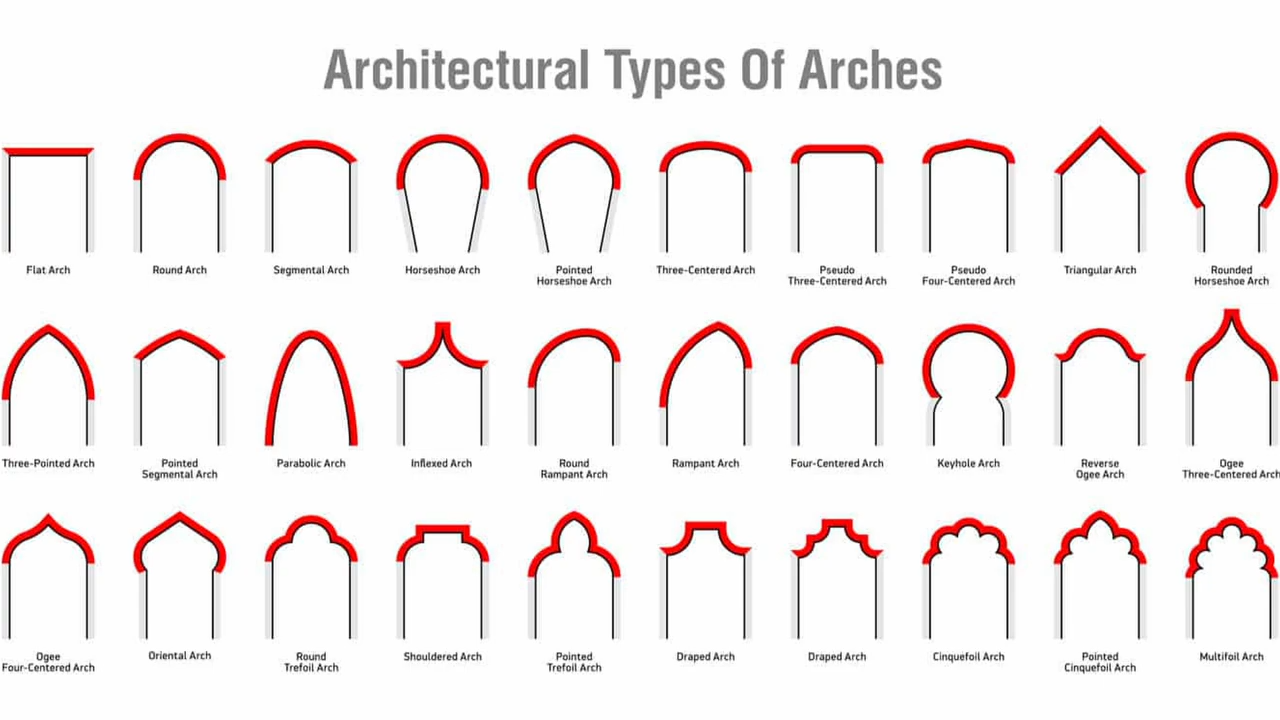 Architectural Types Of Arches
Flat Arch
Round Arch
Segmental Arch
Horseshoe Arch
Pointed
Horseshoe Arch
Three-Centered Arch
Pseudo
Three-Centered Arch
Pseudo
Four-Centered Arch
Triangular Arch
Rounded
Horseshoe Arch
Three-Pointed Arch
Pointed
Segmental Arch
Parabolic Arch
Inflexed Arch
Round
Rampant Arch
Rampant Arch
Four-Centered Arch
Keyhole Arch
Reverse
Ogee Arch
Ogee
Three-Centered Arch
Ogee
Four-Centered Arch
Oriental Arch
Round
Trefoil Arch
Shouldered Arch
Pointed
Trefoil Arch
Draped Arch
Draped Arch
Cinquefoil Arch
Pointed
Cinquefoil Arch
Multifoil Arch